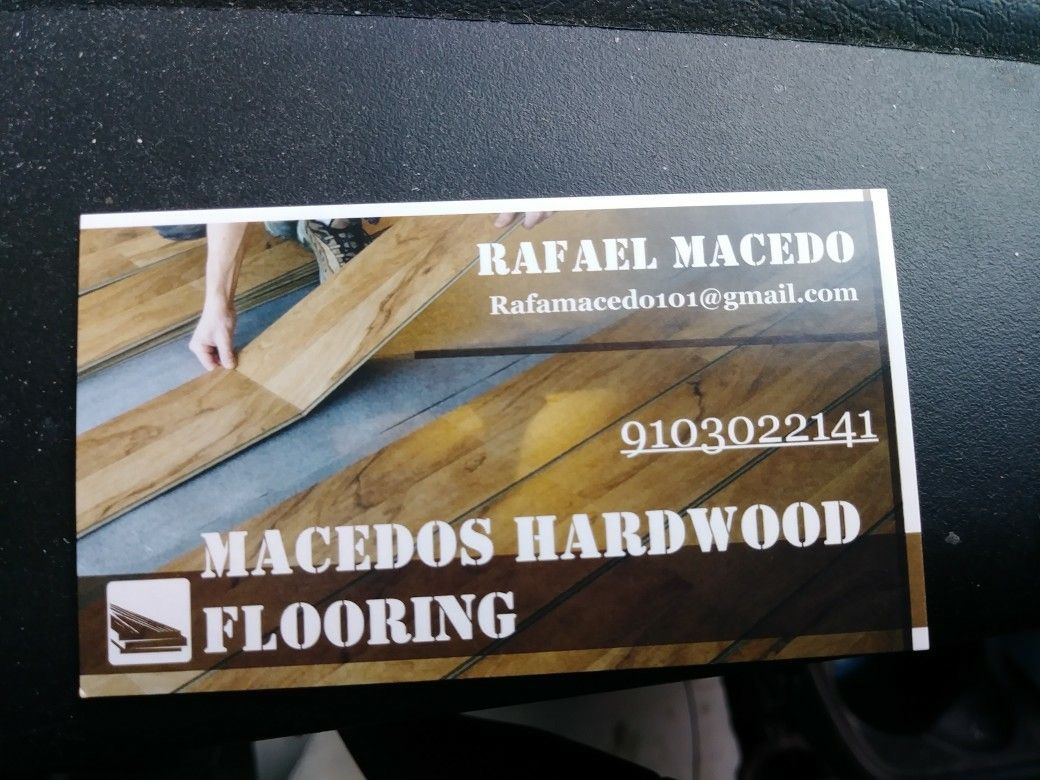 RAFAEL MACEDO
Rafamacedo101@gmail.com
9103022141
MACEDOS HARDWOOD
FLOORING